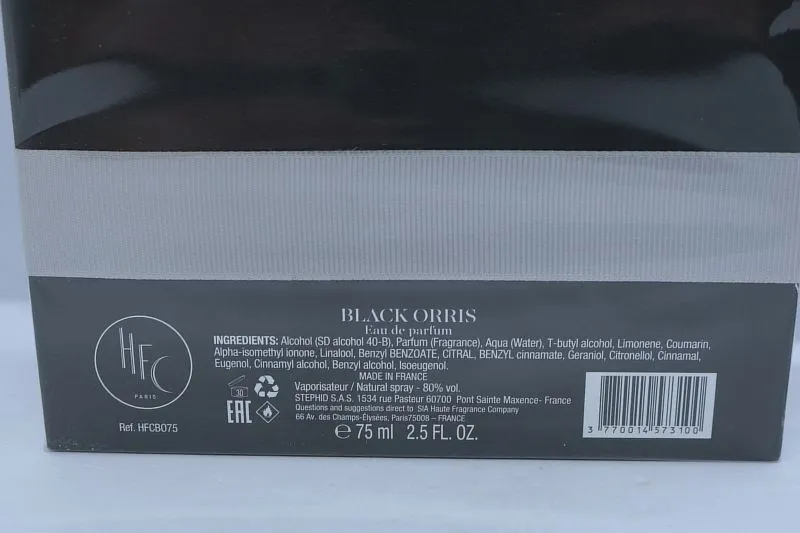 BLACK ORRIS
Eau de parfum
INGREDIENTS: Alcohol (SD alcohol 40-B), Parfum (Fragrance), Aqua (Water), T-butyl alcohol, Limonene, Coumarin,
Alpha-isomethyl ionone, Linalool, Benzyl BENZOATE, CITRAL, BENZYL cinnamate, Geraniol, Citronellol, Cinnamal,
Eugenol, Cinnamyl alcohol, Benzyl alcohol, Isoeugenol.
MADE IN FRANCE
Vaporisateur / Natural spray - 80% vol.
STEPHID S.A.S. 1534 rue Pasteur 60700 Pont Sainte Maxence- France
Questions and suggestions direct to SIA Haute Fragrance Company
66 Av. des Champs-Élysées, Paris75008 – FRANCE
℮ 75 ml 2.5 FL. OZ.
HFC
PARIS
Ref. HFCBO75
30
EAC
3 770014 573100